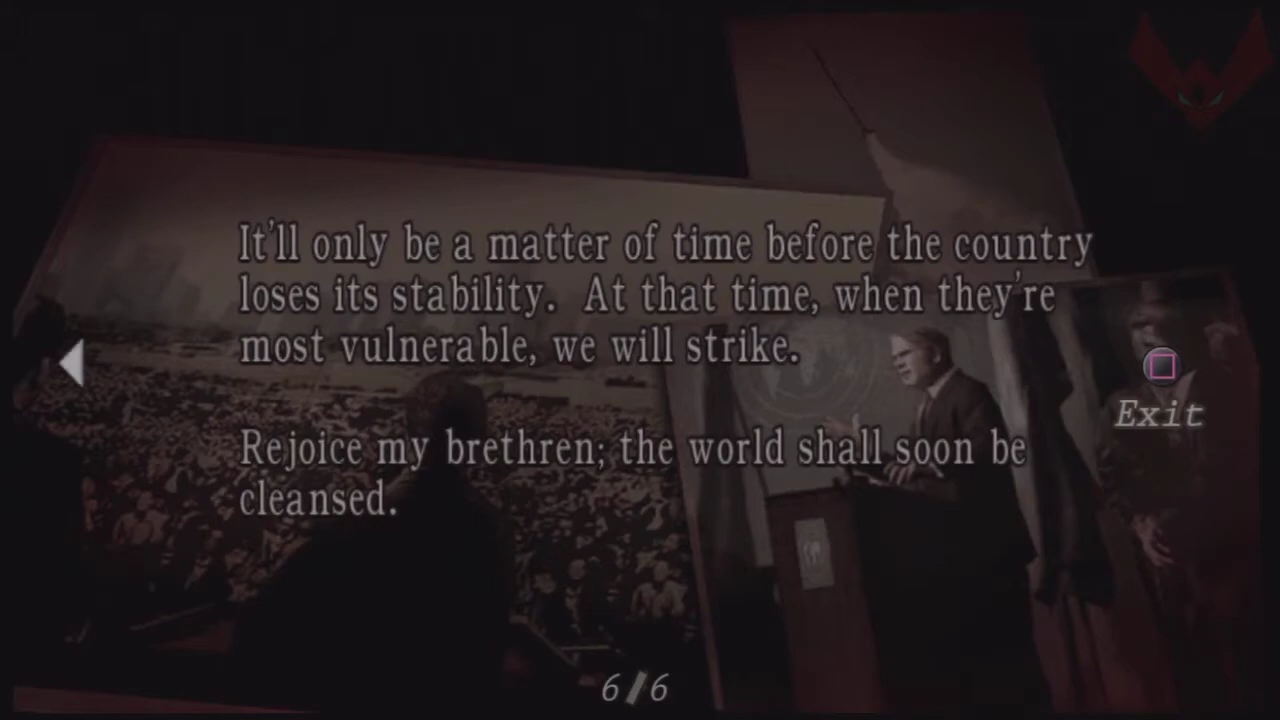 It'll only be a matter of time before the country
loses its stability. At that time, when they're
most vulnerable, we will strike.
Exit
Rejoice my brethren; the world shall soon be
cleansed.
6/6